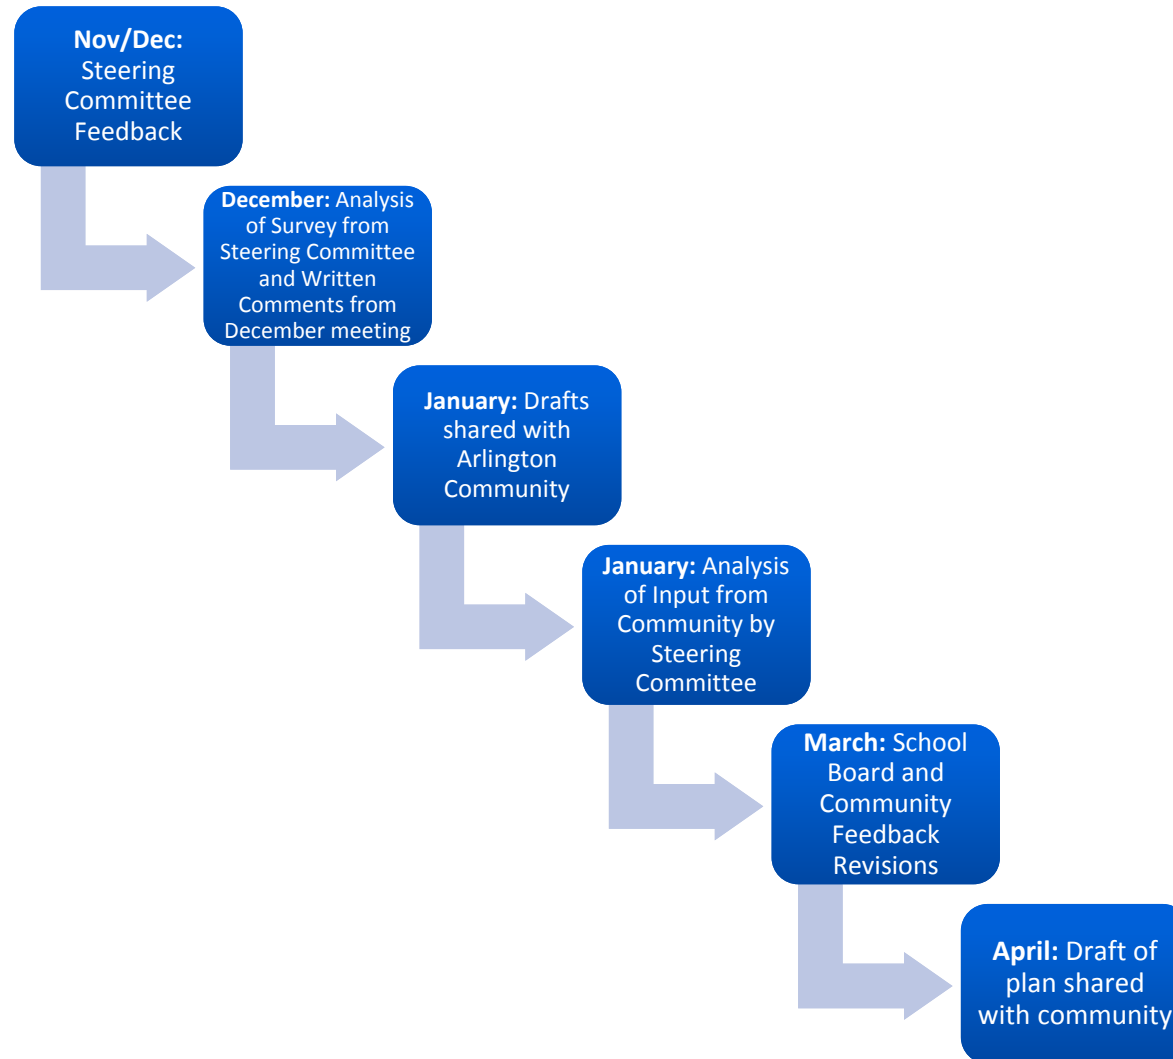 Nov/Dec:
Steering
Committee
Feedback
December: Analysis
of Survey from
Steering Committee
and Written
Comments from
December meeting
January: Drafts
shared with
Arlington
Community
January: Analysis
of Input from
Community by
Steering
Committee
March: School
Board and
Community
Feedback
Revisions
April: Draft of
plan shared
with community